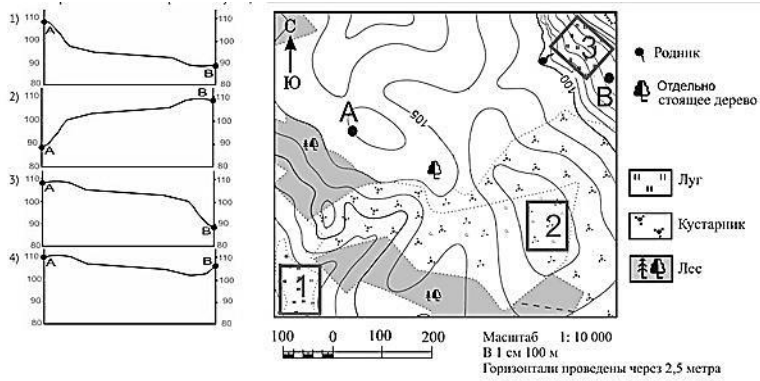 1)
110
100
90
80
А
В
110
100
90
80
2)
110
100
90
80
А
В
110
100
90
80
3)
110
100
90
80
А
В
110
100
90
80
4)
110
100
90
80
А
В
110
100
90
80
С
Ю
А
105
100
3
В
2
1
Родник
Отдельно
стоящее дерево
Луг
Кустарник
Лес
100 0 100 200
Масштаб 1: 10 000
В 1 см 100 м
Горизонтали проведены через 2,5 метра